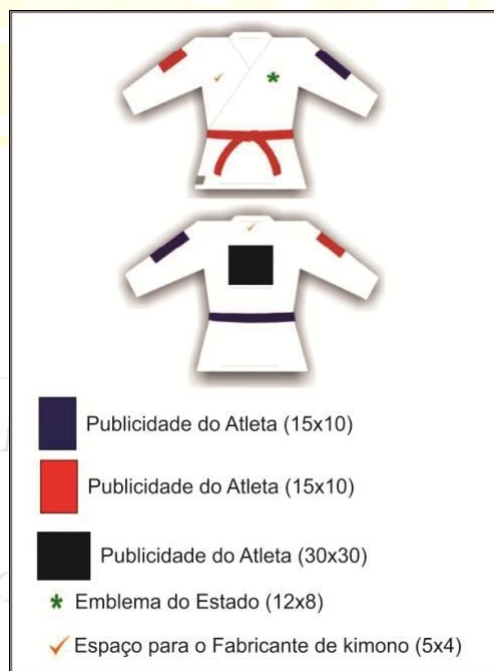 Publicidade do Atleta (15x10)
Publicidade do Atleta (15x10)
Publicidade do Atleta (30x30)
Emblema do Estado (12x8)
Espaço para o Fabricante de kimono (5x4)